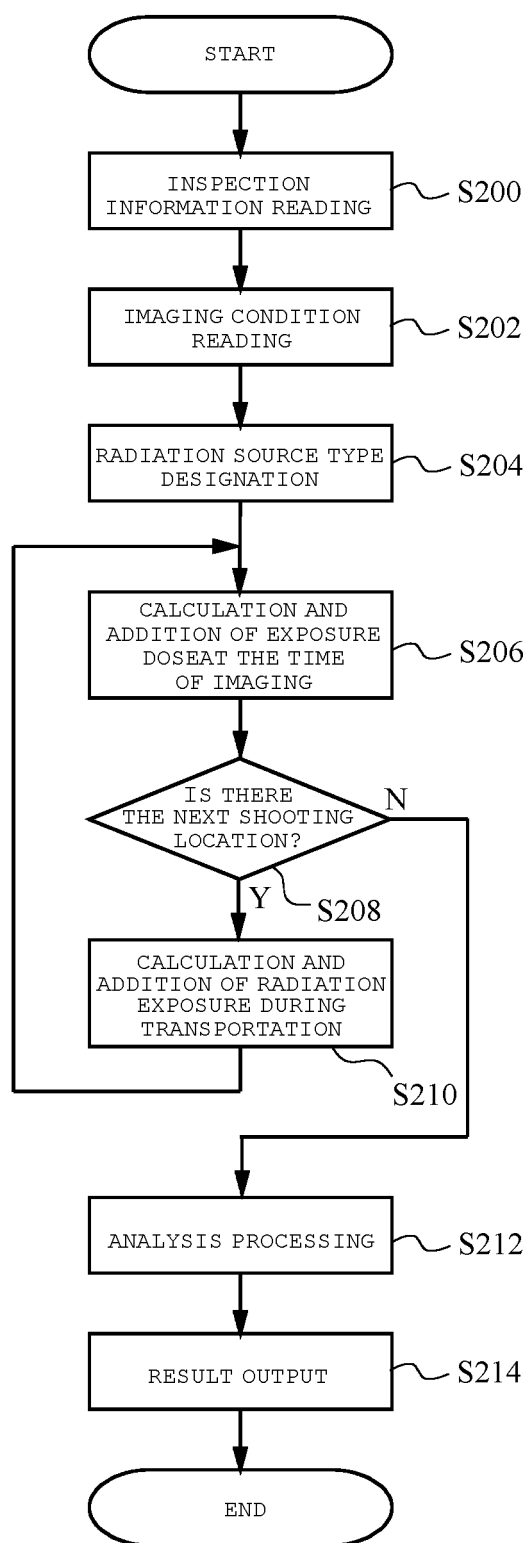 START
INSPECTION
INFORMATION READING
S200
IMAGING CONDITION
READING
S202
RADIATION SOURCE TYPE
DESIGNATION
S204
CALCULATION AND
ADDITION OF EXPOSURE
DOSEAT THE TIME
OF IMAGING
S206
IS THERE
THE NEXT SHOOTING
LOCATION?
N
Y
S208
CALCULATION AND
ADDITION OF RADIATION
EXPOSURE DURING
TRANSPORTATION
S210
ANALYSIS PROCESSING
S212
RESULT OUTPUT
S214
END